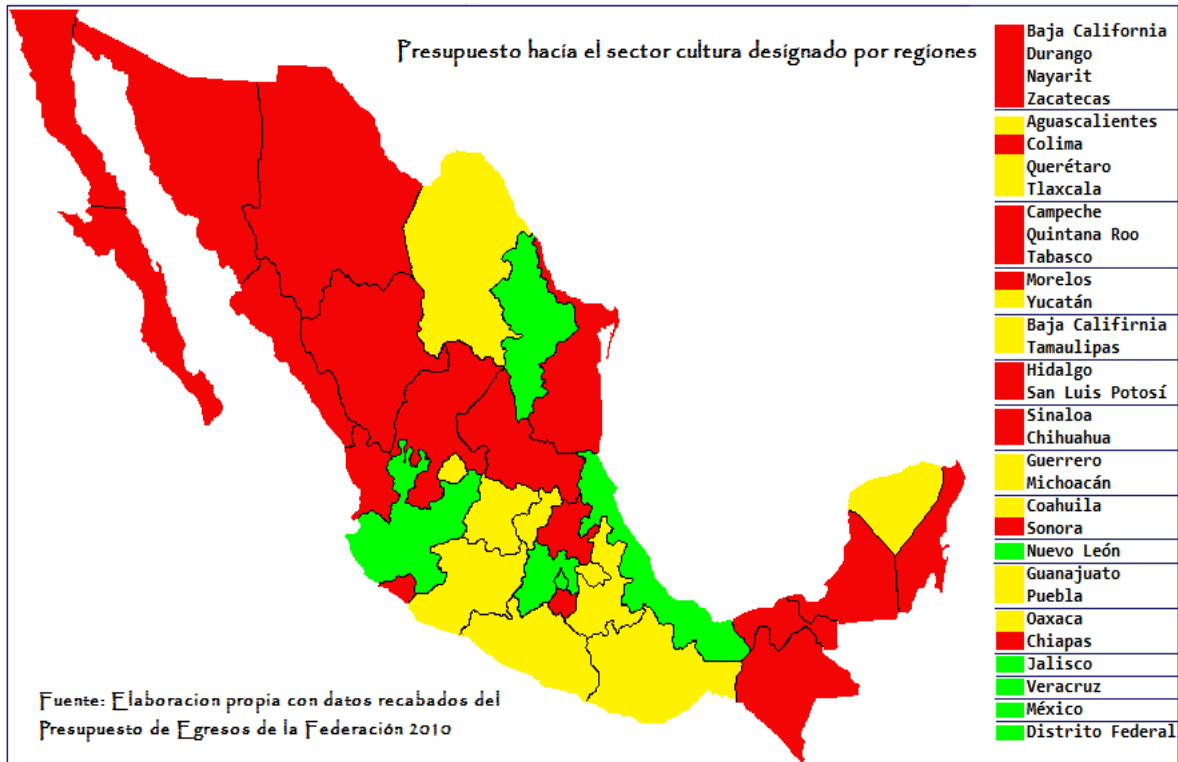 Presupuesto hacia el sector cultura designado por regiones
Baja California
Durango
Nayarit
Zacatecas
Aguascalientes
Colima
Querétaro
Tlaxcala
Campeche
Quintana Roo
Tabasco
Morelos
Yucatán
Baja Califirnia
Tamaulipas
Hidalgo
San Luis Potosí
Sinaloa
Chihuahua
Guerrero
Michoacán
Coahuila
Sonora
Nuevo León
Guanajuato
Puebla
Oaxaca
Chiapas
Jalisco
Veracruz
México
Distrito Federal
Fuente: Elaboracion propia con datos recabados del
Presupuesto de Egresos de la Federación 2010